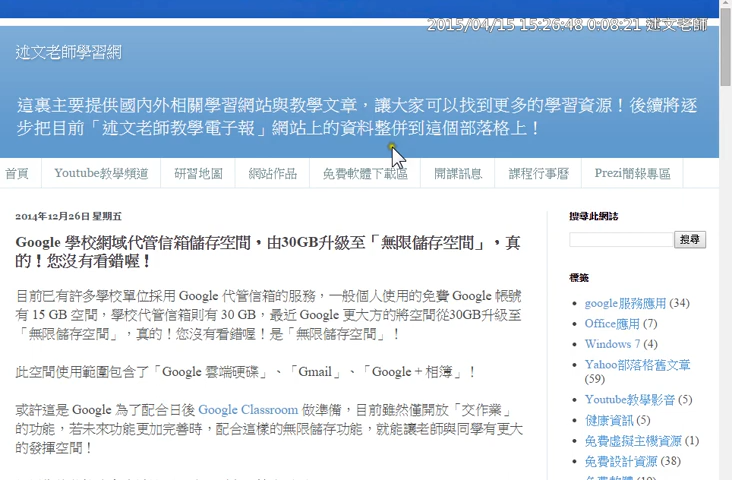 2015/04/15 15:26:48 0:08:21 述文老師
述文老師學習網
這裏主要提供國內外相關學習網站與教學文章，讓大家可以找到更多的學習資源！後續將逐
步把目前「述文老師教學電子報」網站上的資料整併到這個部落格上！
首頁 Youtube教學頻道 研習地圖 網站作品 免費軟體下載區 開課訊息 課程行事曆 Prezi簡報專區
2014年12月26日 星期五
Google 學校網域代管信箱儲存空間，由30GB升級至「無限儲存空間」，真
的！您沒有看錯喔！
目前已有許多學校單位採用 Google 代管信箱的服務，一般個人使用的免費 Google 帳號
有 15 GB 空間，學校代管信箱則有 30 GB，最近 Google 更大方的將空間從30GB升級至
「無限儲存空間」，真的！您沒有看錯喔！是「無限儲存空間」！
此空間使用範圍包含了「Google 雲端硬碟」、「Gmail」、「Google + 相簿」！
或許這是 Google 為了配合日後 Google Classroom 做準備，目前雖然僅開放「交作業」
的功能，若未來功能更加完善時，配合這樣的無限儲存功能，就能讓老師與同學有更大
的發揮空間！
搜尋此網誌
搜尋
標籤
google服務應用 (34)
Office應用 (7)
Windows 7 (4)
Yahoo部落格舊文章
(59)
Youtube教學影音 (5)
健康資訊 (5)
免費虛擬主機資源 (1)
免費設計資源 (38)